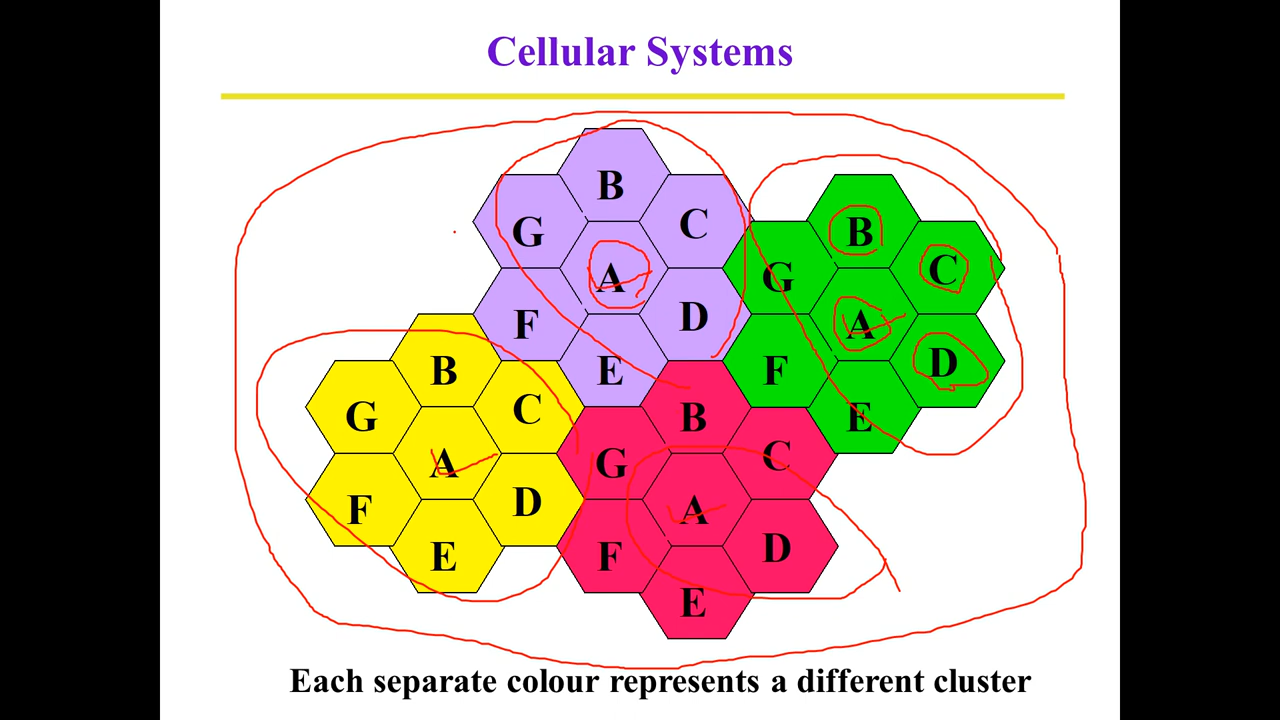 Cellular Systems
B
G
C
A
F
D
E
B
G
C
A
F
D
E
B
G
C
A
F
D
E
B
G
C
A
F
D
E
Each separate colour represents a different cluster